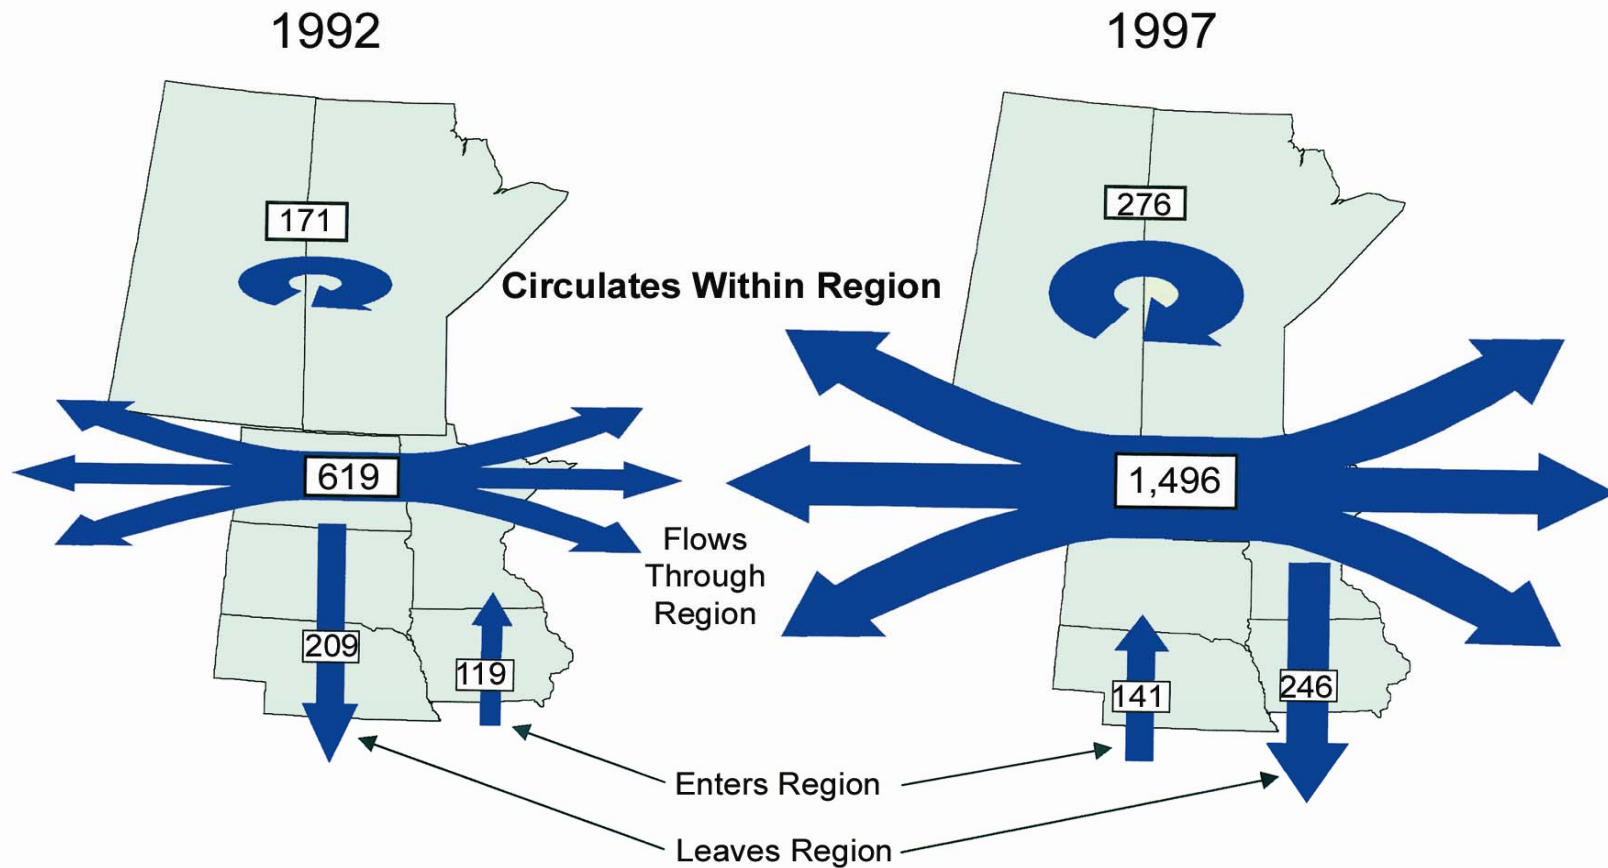 1992
1997
171
276
Circulates Within Region
619
1,496
Flows
Through
Region
209
119
141
246
Enters Region
Leaves Region